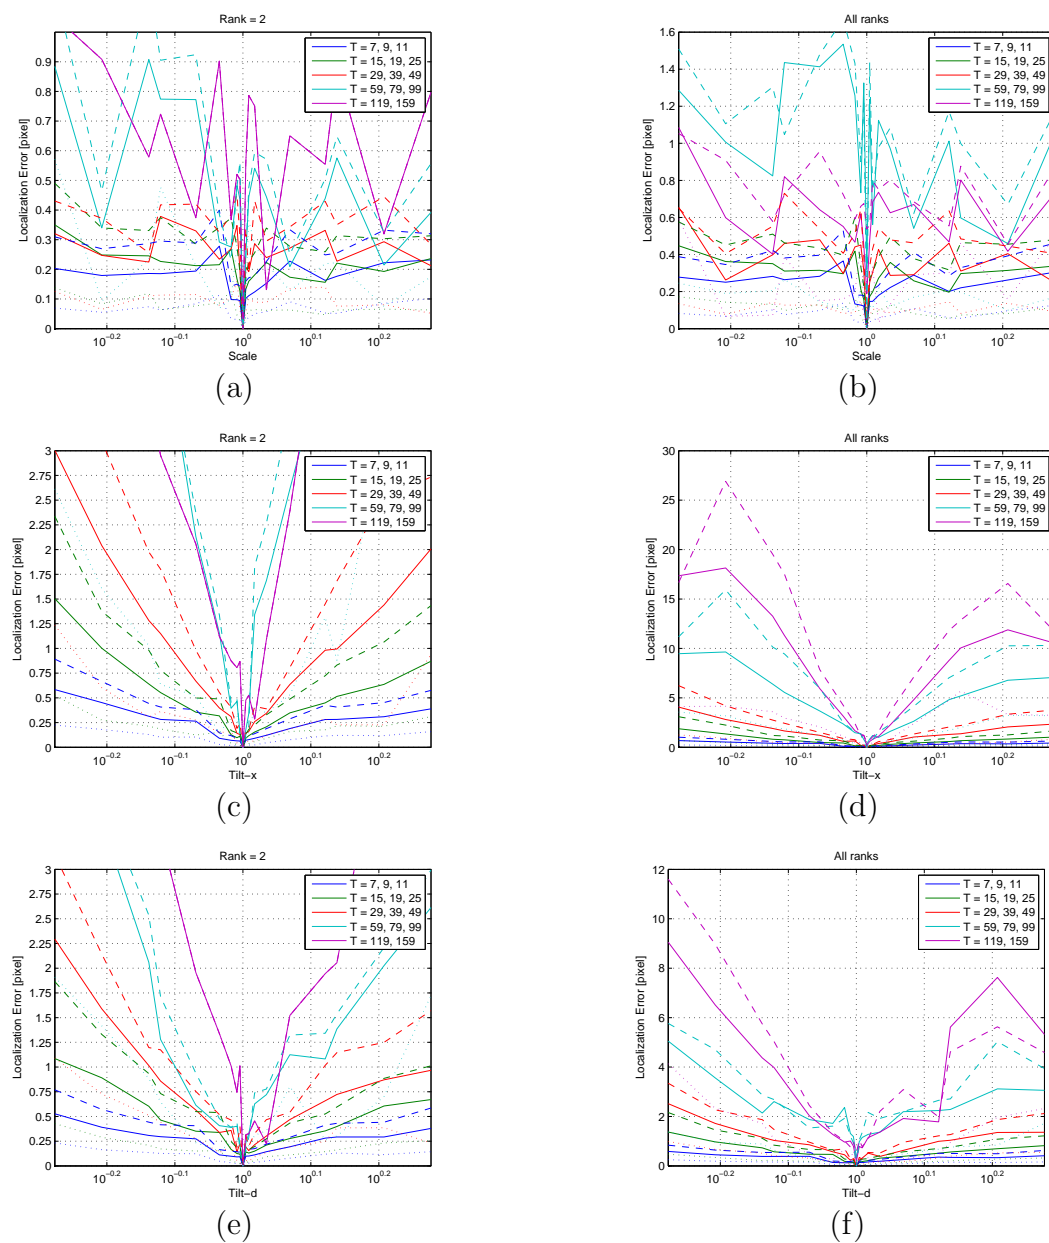 Rank = 2
Localization Error [pixel]
0.9
0.8
0.7
0.6
0.5
0.4
0.3
0.2
0.1
0
T = 7, 9, 11
T = 15, 19, 25
T = 29, 39, 49
T = 59, 79, 99
T = 119, 159
10^−0.2
10^−0.1
10^0
10^0.1
10^0.2
Scale
(a)
All ranks
Localization Error [pixel]
1.6
1.4
1.2
1
0.8
0.6
0.4
0.2
0
T = 7, 9, 11
T = 15, 19, 25
T = 29, 39, 49
T = 59, 79, 99
T = 119, 159
10^−0.2
10^−0.1
10^0
10^0.1
10^0.2
Scale
(b)
Rank = 2
Localization Error [pixel]
3
2.75
2.5
2.25
2
1.75
1.5
1.25
1
0.75
0.5
0.25
0
T = 7, 9, 11
T = 15, 19, 25
T = 29, 39, 49
T = 59, 79, 99
T = 119, 159
10^−0.2
10^−0.1
10^0
10^0.1
10^0.2
Tilt−x
(c)
All ranks
Localization Error [pixel]
30
25
20
15
10
5
0
T = 7, 9, 11
T = 15, 19, 25
T = 29, 39, 49
T = 59, 79, 99
T = 119, 159
10^−0.2
10^−0.1
10^0
10^0.1
10^0.2
Tilt−x
(d)
Rank = 2
Localization Error [pixel]
3
2.75
2.5
2.25
2
1.75
1.5
1.25
1
0.75
0.5
0.25
0
T = 7, 9, 11
T = 15, 19, 25
T = 29, 39, 49
T = 59, 79, 99
T = 119, 159
10^−0.2
10^−0.1
10^0
10^0.1
10^0.2
Tilt−d
(e)
All ranks
Localization Error [pixel]
12
10
8
6
4
2
0
T = 7, 9, 11
T = 15, 19, 25
T = 29, 39, 49
T = 59, 79, 99
T = 119, 159
10^−0.2
10^−0.1
10^0
10^0.1
10^0.2
Tilt−d
(f)